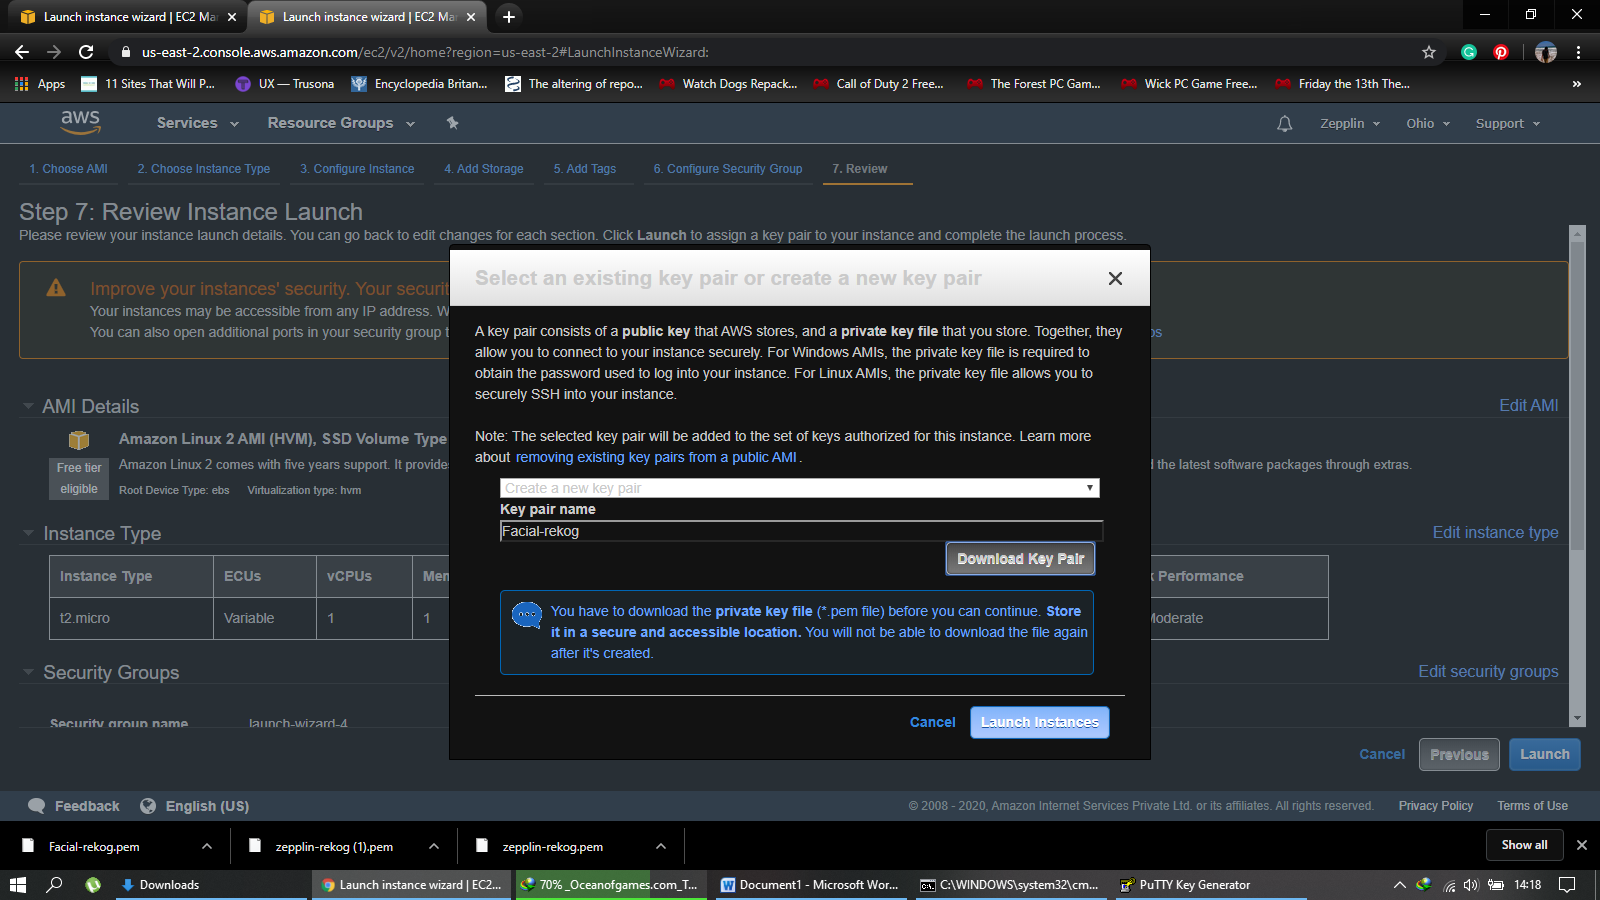 Launch instance wizard | EC2 Mar
Launch instance wizard | EC2 Mar
us-east-2.console.aws.amazon.com/ec2/v2/home?region=us-east-2#LaunchInstanceWizard:
Apps
11 Sites That Will P...
UX — Trusona
Encyclopedia Britan...
The altering of repo...
Watch Dogs Repack...
Call of Duty 2 Free...
The Forest PC Gam...
Wick PC Game Free...
Friday the 13th The...
aws
Services
Resource Groups
Zepplin
Ohio
Support
1. Choose AMI
2. Choose Instance Type
3. Configure Instance
4. Add Storage
5. Add Tags
6. Configure Security Group
7. Review
Step 7: Review Instance Launch
Please review your instance launch details. You can go back to edit changes for each section. Click Launch to assign a key pair to your instance and complete the launch process.
Improve your instances' security. Your securit
Your instances may be accessible from any IP address. W
You can also open additional ports in your security group t
Select an existing key pair or create a new key pair
A key pair consists of a public key that AWS stores, and a private key file that you store. Together, they
allow you to connect to your instance securely. For Windows AMIs, the private key file is required to
obtain the password used to log into your instance. For Linux AMIs, the private key file allows you to
securely SSH into your instance.
Note: The selected key pair will be added to the set of keys authorized for this instance. Learn more
about removing existing key pairs from a public AMI.
Create a new key pair
Key pair name
Facial-rekog
Download Key Pair
You have to download the private key file (*.pem file) before you can continue. Store
it in a secure and accessible location. You will not be able to download the file again
after it's created.
Cancel
Launch Instances
AMI Details
Edit AMI
Amazon Linux 2 AMI (HVM), SSD Volume Type
Free tier
eligible
Amazon Linux 2 comes with five years support. It provide
d the latest software packages through extras.
Root Device Type: ebs
Virtualization type: hvm
Instance Type
Edit instance type
Instance Type
ECUs
vCPUs
Mem
k Performance
t2.micro
Variable
1
1
Moderate
Security Groups
Edit security groups
Security group name
launch-wizard-4
Cancel
Previous
Launch
Feedback
English (US)
© 2008 - 2020, Amazon Internet Services Private Ltd. or its affiliates. All rights reserved.
Privacy Policy
Terms of Use
Facial-rekog.pem
zepplin-rekog (1).pem
zepplin-rekog.pem
Show all
Downloads
Launch instance wizard | EC2...
70% _Oceanofgames.com_T...
Document1 - Microsoft Wor...
C:\WINDOWS\system32\cm...
PuTTY Key Generator
14:18